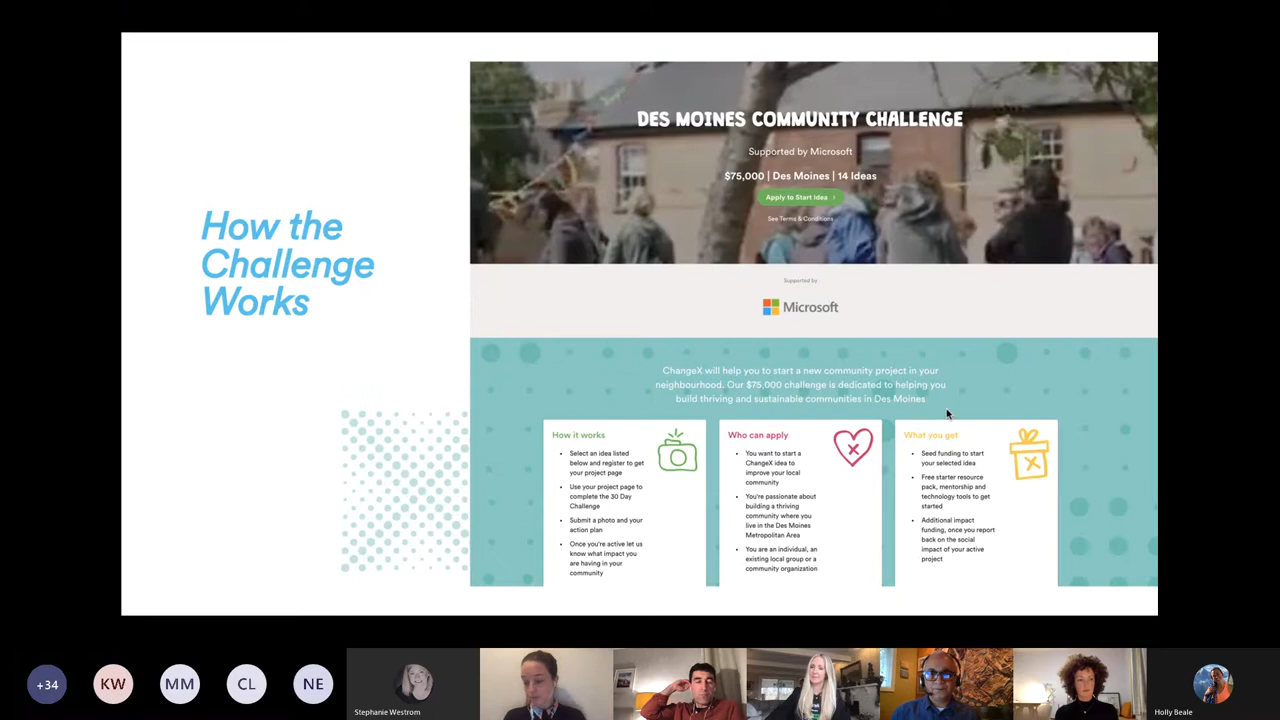 How the
Challenge
Works
DES MOINES COMMUNITY CHALLENGE
Supported by Microsoft
$75,000 | Des Moines | 14 Ideas
Apply to Start Idea >
See Terms & Conditions
Supported by
Microsoft
ChangeX will help you to start a new community project in your
neighbourhood. Our $75,000 challenge is dedicated to helping you
build thriving and sustainable communities in Des Moines
How it works
• Select an idea listed
below and register to get
your project page
• Use your project page to
complete the 30 Day
Challenge
• Submit a photo and your
action plan
• Once you're active let us
know what impact you
are having in your
community
Who can apply
• You want to start a
ChangeX idea to
improve your local
community
• You're passionate about
building a thriving
community where you
live in the Des Moines
Metropolitan Area
• You are an individual, an
existing local group or a
community organization
What you get
• Seed funding to start
your selected idea
• Free starter resource
pack, mentorship and
technology tools to get
started
• Additional impact
funding, once you report
back on the social
impact of your active
project
+34
KW
MM
CL
NE
Stephanie Westrom
Holly Beale